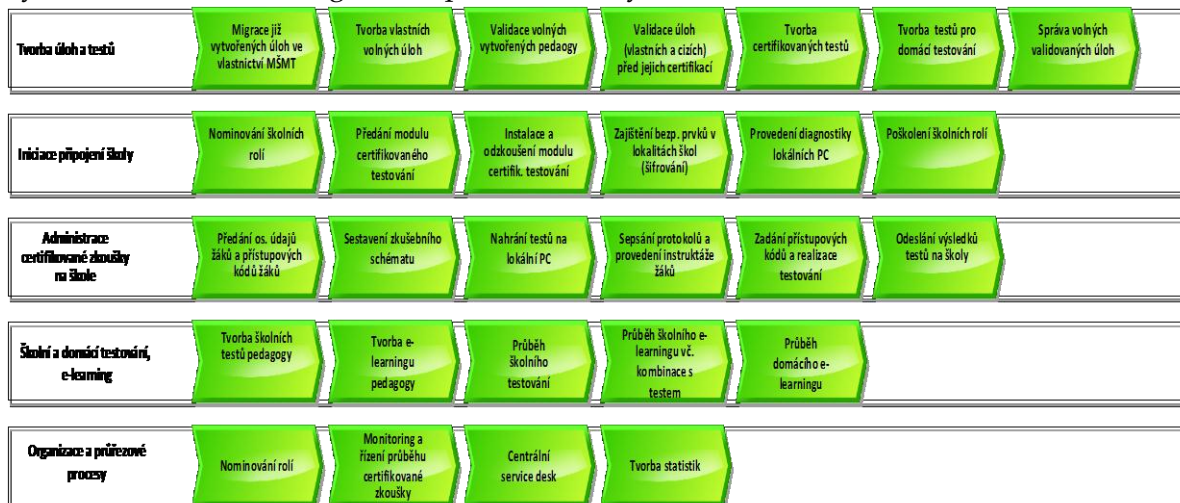 Tvorba úloh a testů
Migrace již
vytvořených úloh ve
vlastnictví MŠMT
Tvorba vlastních
volných úloh
Validace volných
vytvořených pedaogy
Validace úloh
(vlastních a cizích)
před jejich certifikací
Tvorba
certifikovaných testů
Tvorba testů pro
domácí testování
Správa volných
validovaných úloh
Iniciace připojení školy
Nominování školních
rolí
Předání modulu
certifikovaného
testování
Instalace a
odzkoušení modulu
certifik. testování
Zajištění bezp. prvků v
lokalitách škol
(šifrování)
Provedení diagnostiky
lokálních PC
Poškolení školních rolí
Administrace
certifikované zkoušky
na škole
Předání os. údajů
žáků a přístupových
kódů žáků
Sestavení zkušebního
schématu
Nahrání testů na
lokální PC
Sepsání protokolů a
provedení instruktáže
žáků
Zadání přístupových
kódů a realizace
testování
Odeslání výsledků
testů na školy
Školní a domácí testování,
e-learning
Tvorba školních
testů pedagogy
Tvorba e-
learningu
pedagogy
Průběh
školního
testování
Průběh školního e-
learningu vč.
kombinace s
testem
Průběh
domácího e-
learningu
Organizace a průřezové
procesy
Nominování rolí
Monitoring a
řízení průběhu
certifikované
zkoušky
Centrální
service desk
Tvorba statistik